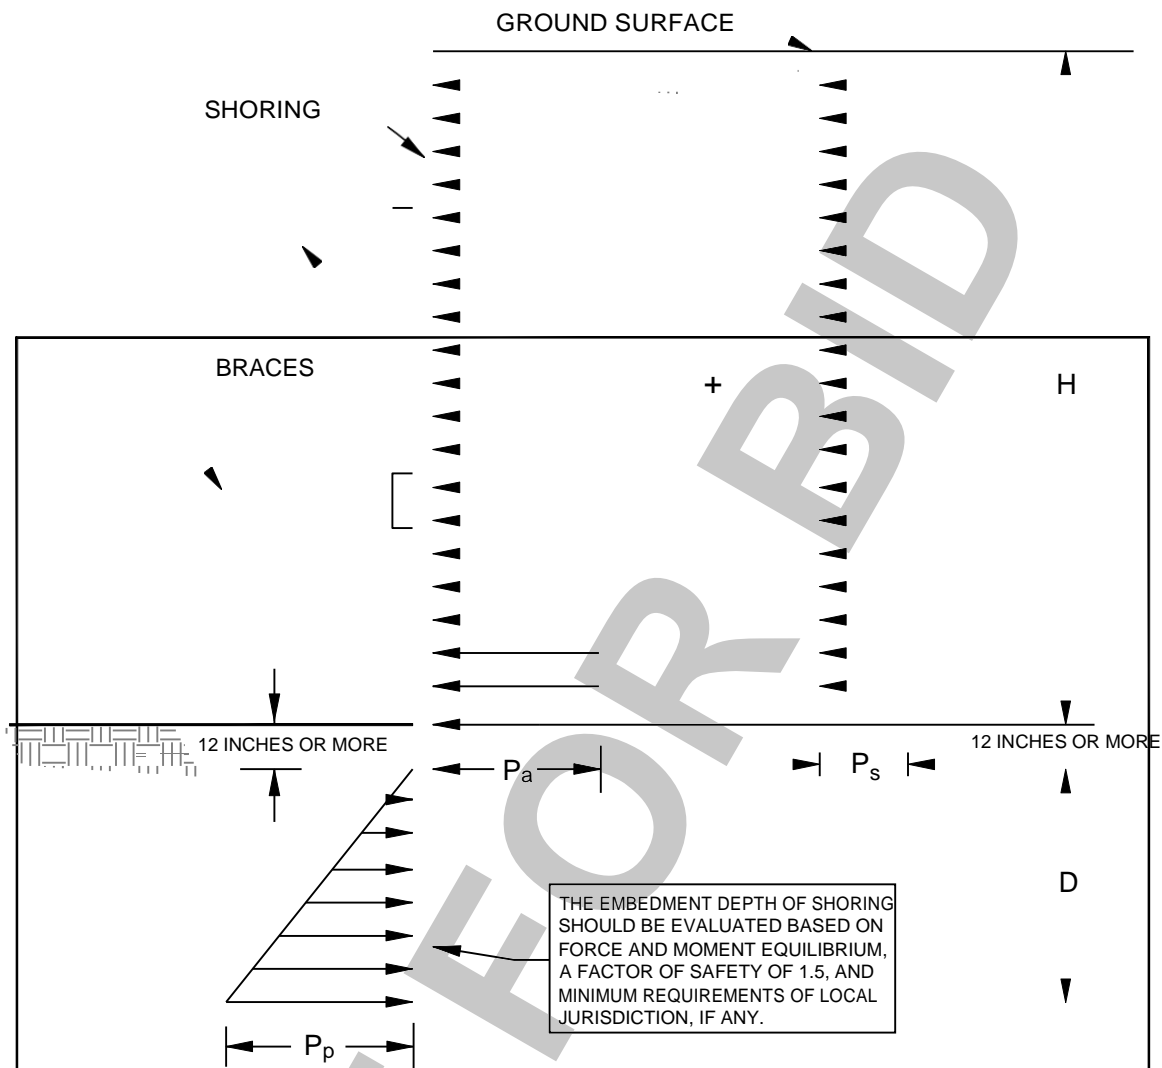 GROUND SURFACE
SHORING
BRACES
+
H
12 INCHES OR MORE
12 INCHES OR MORE
Pa
Ps
D
THE EMBEDMENT DEPTH OF SHORING
SHOULD BE EVALUATED BASED ON
FORCE AND MOMENT EQUILIBRIUM,
A FACTOR OF SAFETY OF 1.5, AND
MINIMUM REQUIREMENTS OF LOCAL
JURISDICTION, IF ANY.
Pp
FOR BID